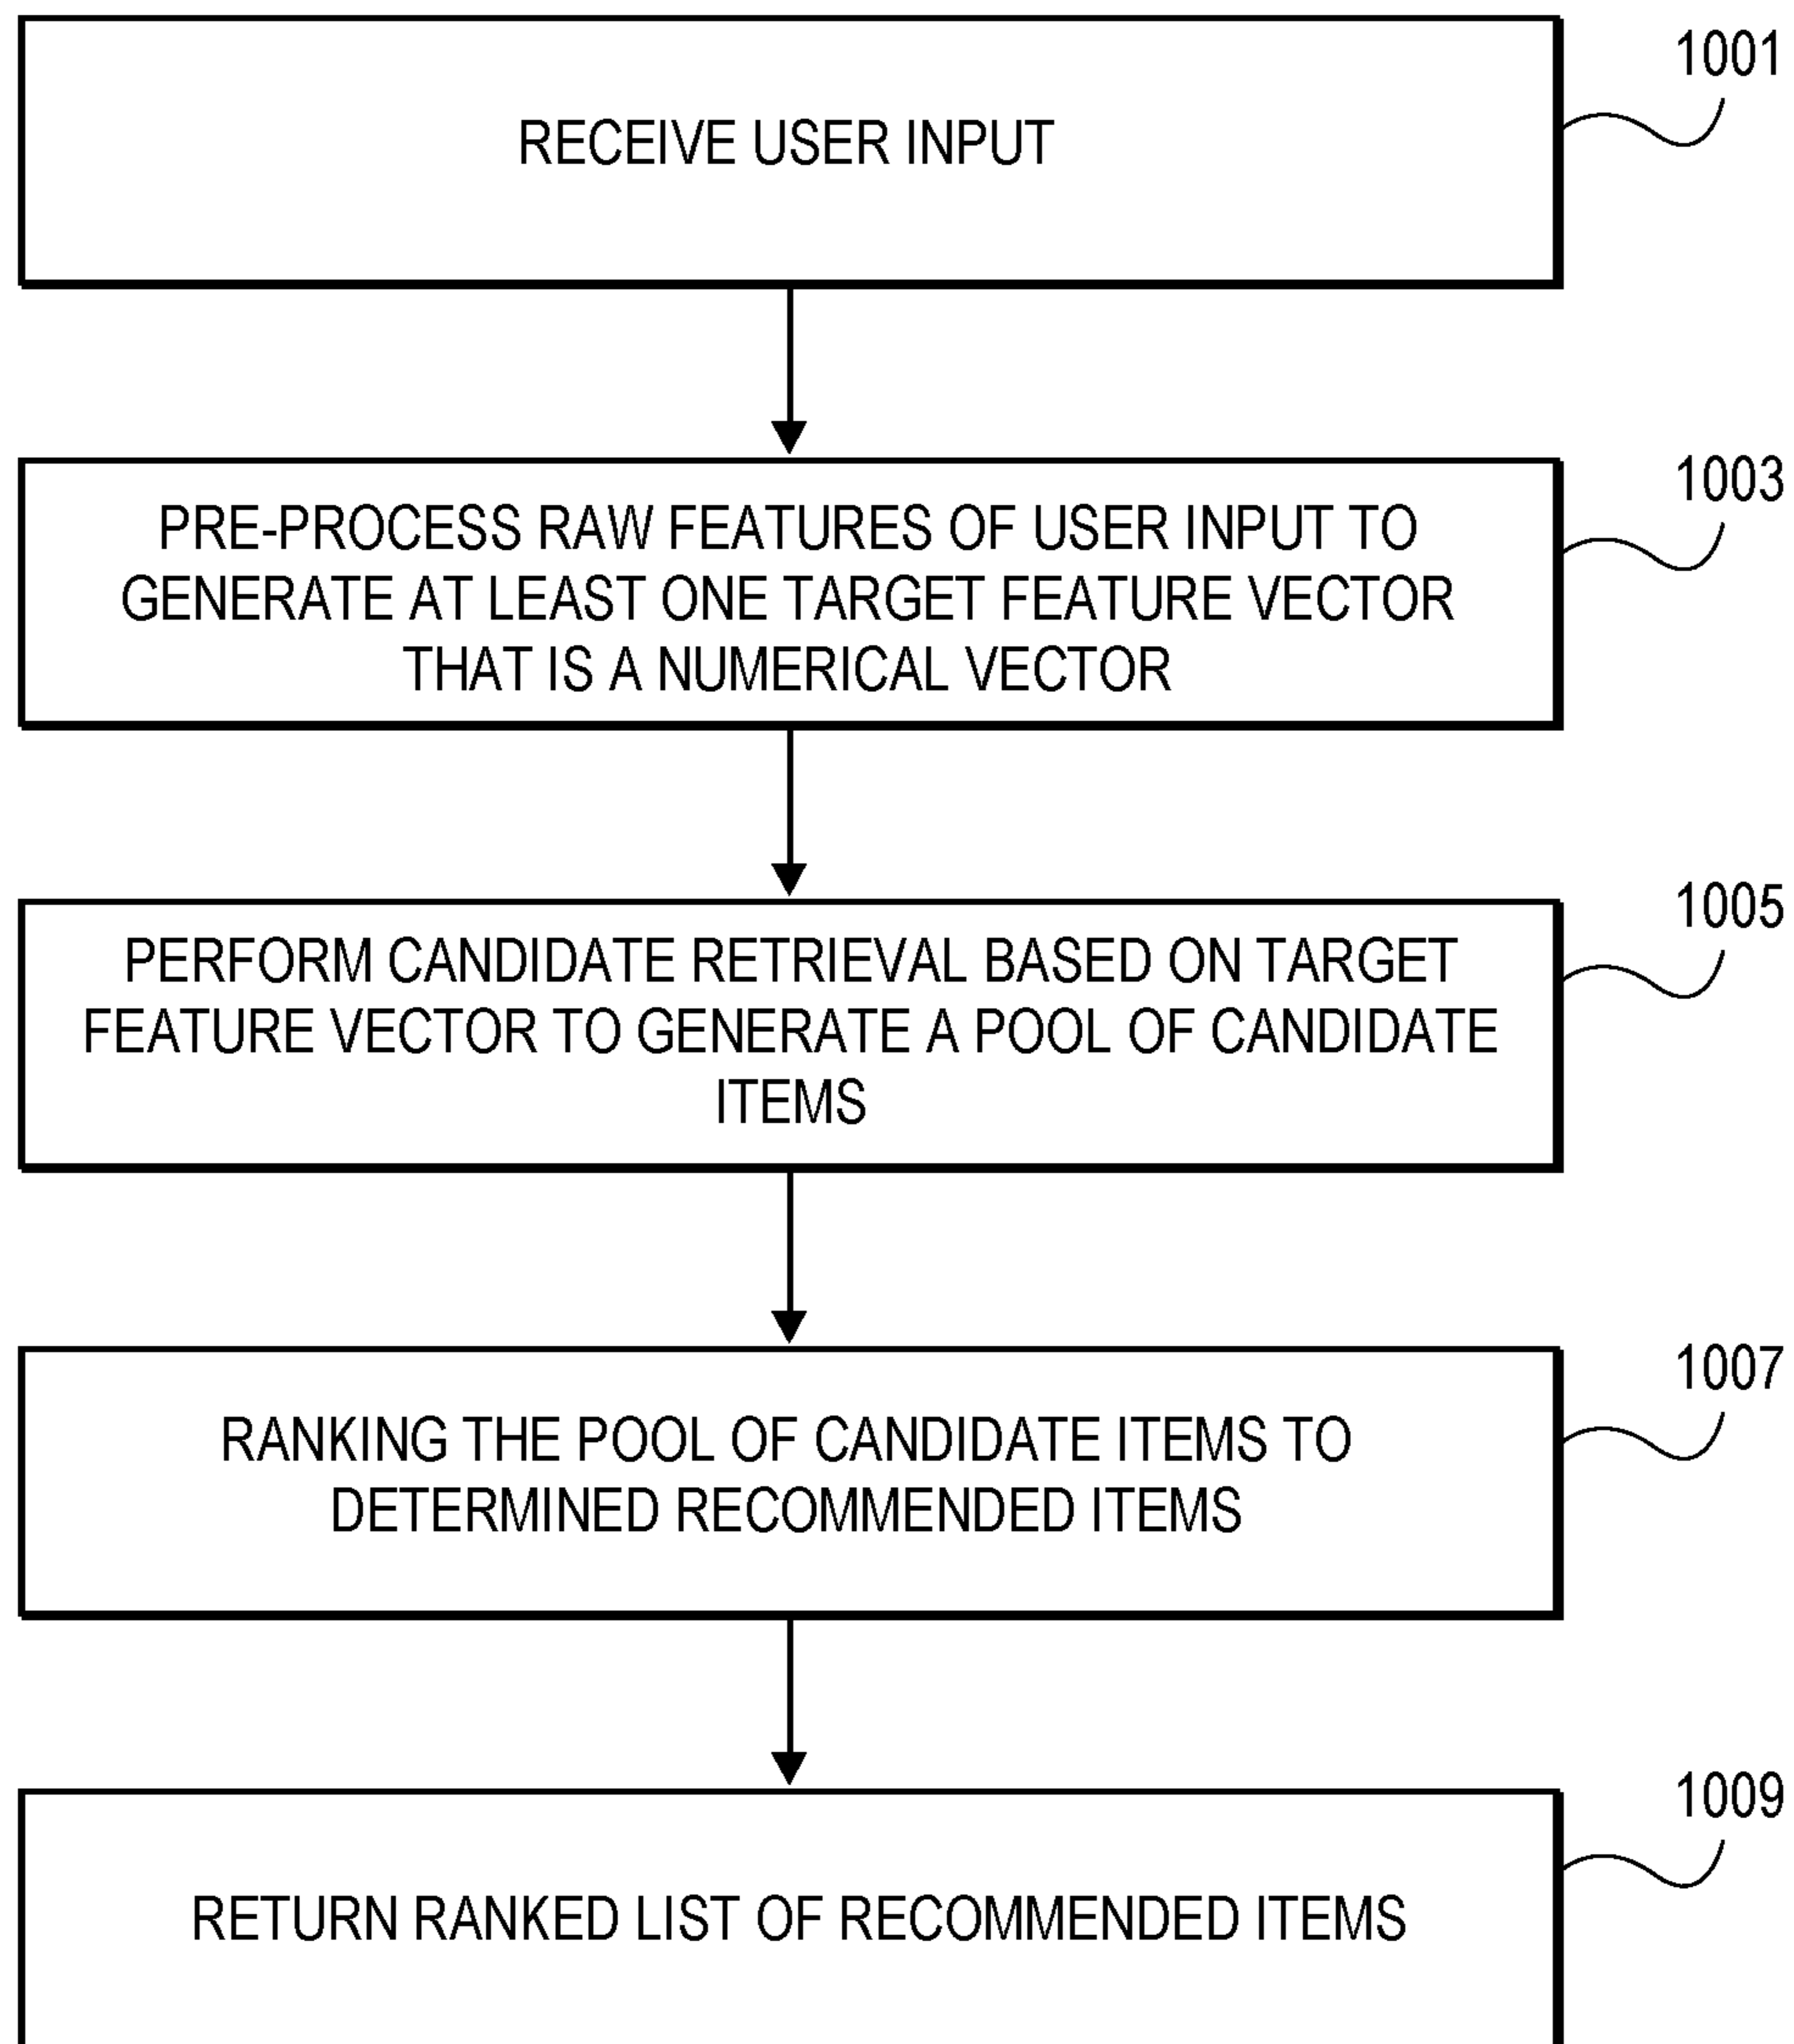 1001
RECEIVE USER INPUT
1003
PRE-PROCESS RAW FEATURES OF USER INPUT TO
GENERATE AT LEAST ONE TARGET FEATURE VECTOR
THAT IS A NUMERICAL VECTOR
1005
PERFORM CANDIDATE RETRIEVAL BASED ON TARGET
FEATURE VECTOR TO GENERATE A POOL OF CANDIDATE
ITEMS
1007
RANKING THE POOL OF CANDIDATE ITEMS TO
DETERMINED RECOMMENDED ITEMS
1009
RETURN RANKED LIST OF RECOMMENDED ITEMS